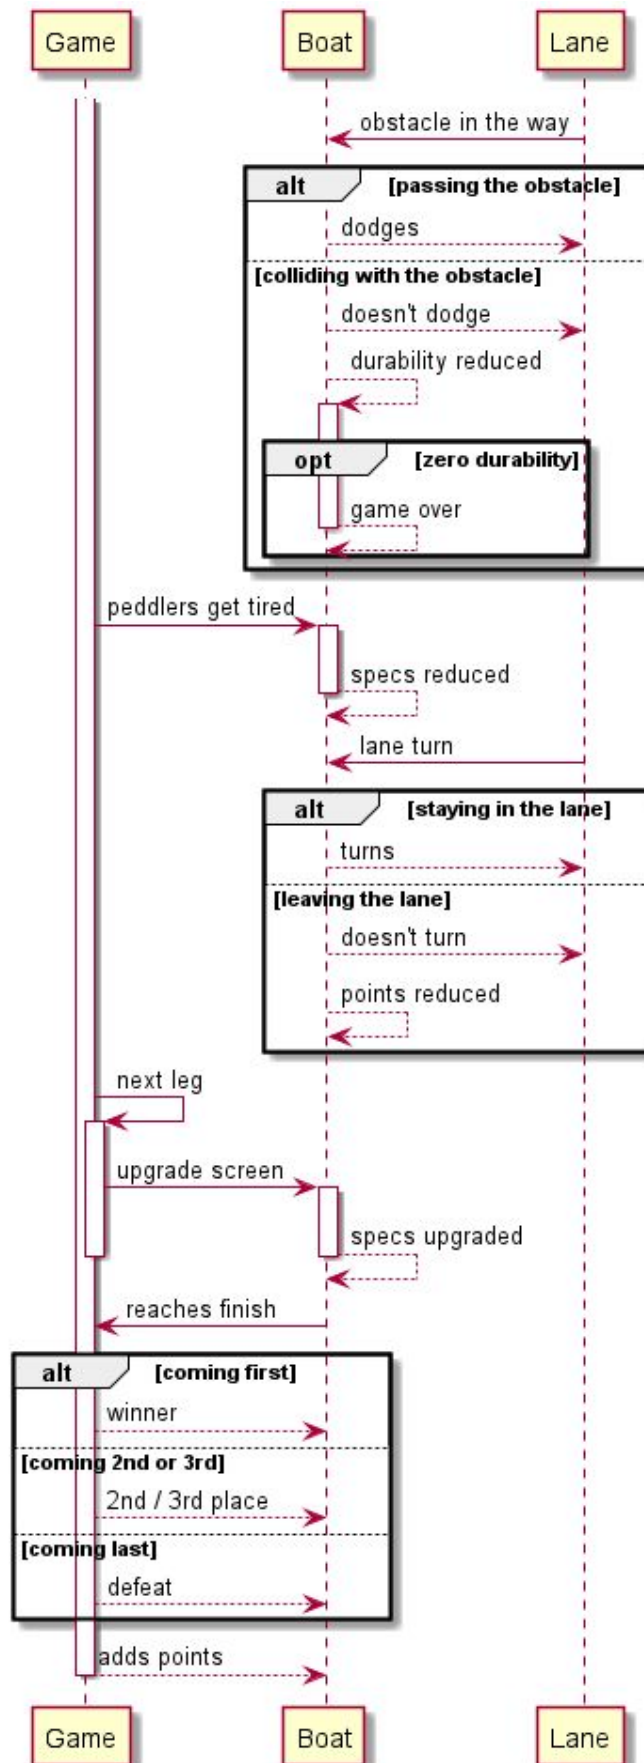 Game Boat Lane
obstacle in the way
alt [passing the obstacle]
dodges
[colliding with the obstacle]
doesn't dodge
durability reduced
opt [zero durability]
game over
peddlers get tired
specs reduced
lane turn
alt [staying in the lane]
turns
[leaving the lane]
doesn't turn
points reduced
next leg
upgrade screen
specs upgraded
reaches finish
alt [coming first]
winner
[coming 2nd or 3rd]
2nd / 3rd place
[coming last]
defeat
adds points
Game Boat Lane